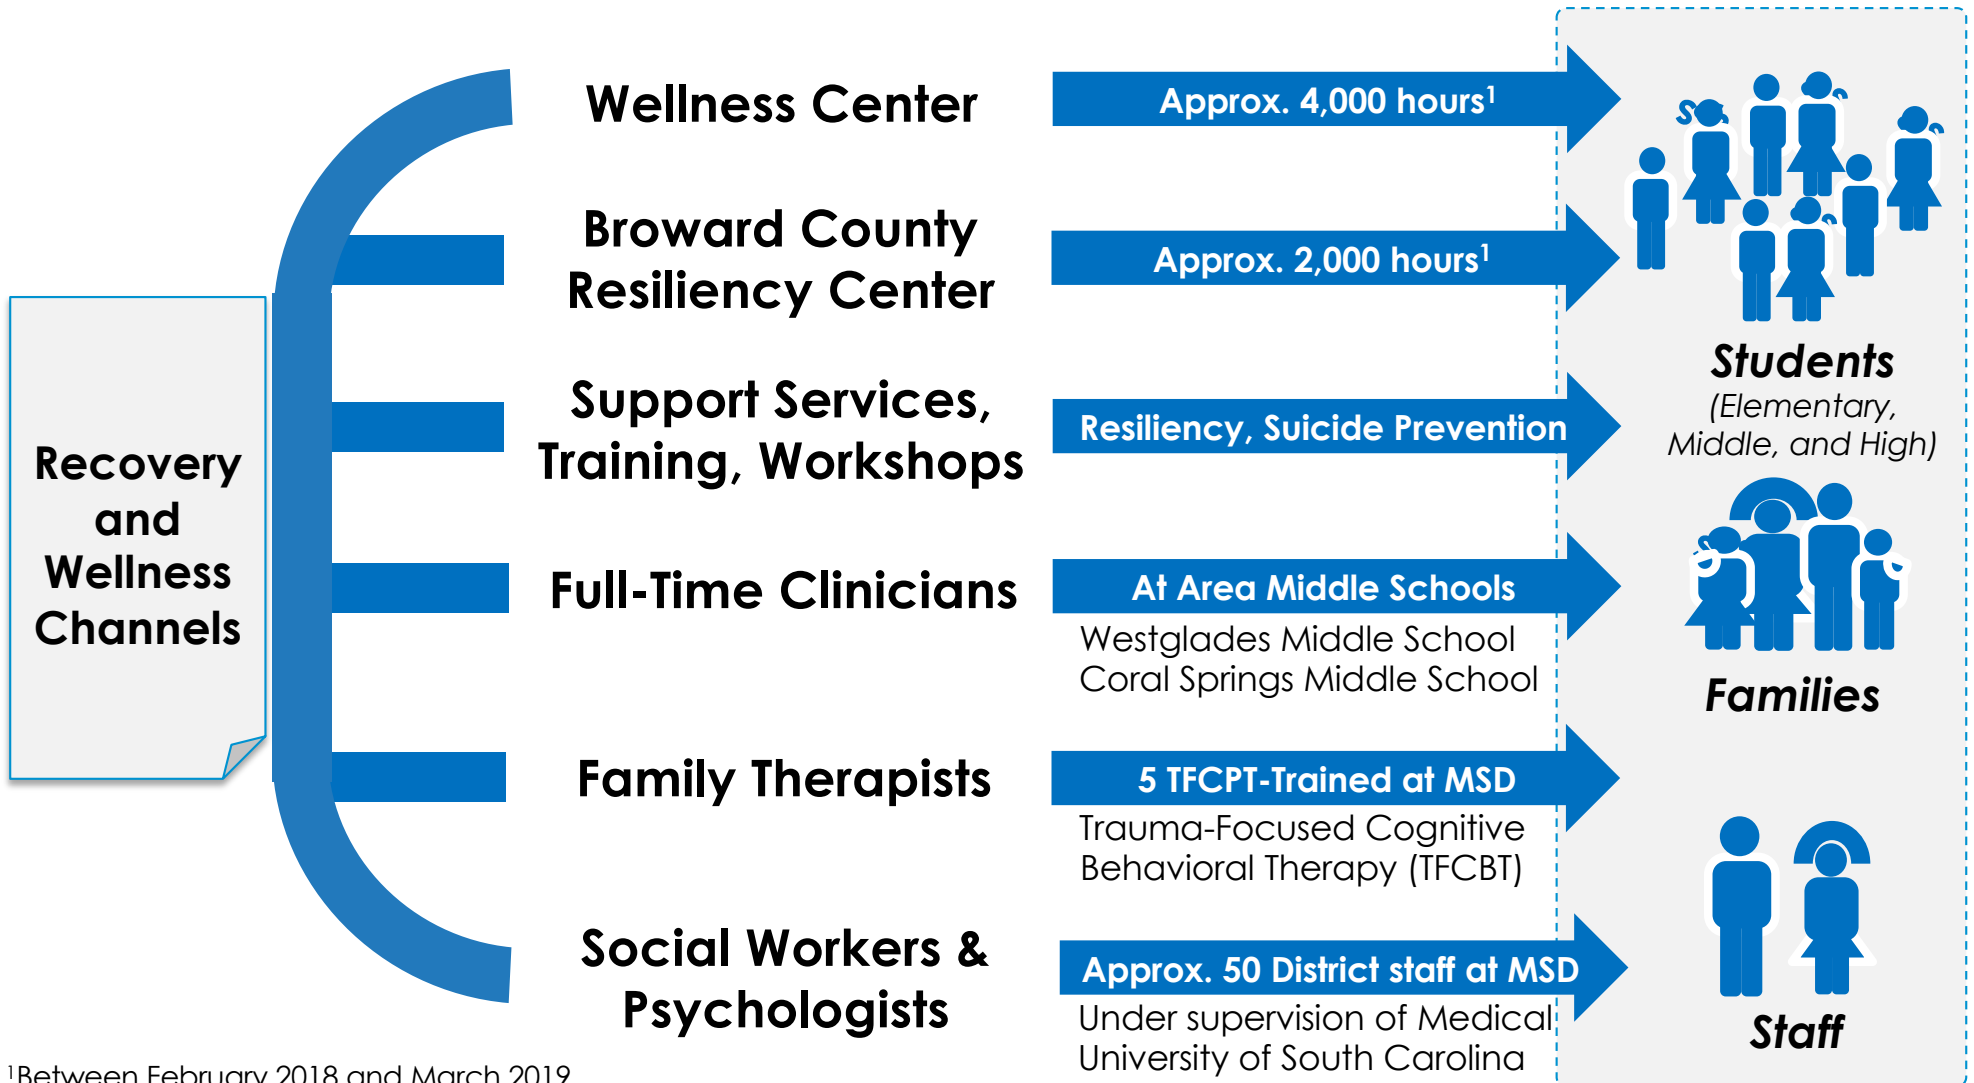 Recovery
and
Wellness
Channels
Wellness Center
Approx. 4,000 hours¹
Broward County
Resiliency Center
Approx. 2,000 hours¹
Support Services,
Training, Workshops
Resiliency, Suicide Prevention
Full-Time Clinicians
At Area Middle Schools
Westglades Middle School
Coral Springs Middle School
Family Therapists
5 TFCPT-Trained at MSD
Trauma-Focused Cognitive
Behavioral Therapy (TFCBT)
Social Workers &
Psychologists
Approx. 50 District staff at MSD
Under supervision of Medical
University of South Carolina
Students
(Elementary,
Middle, and High)
Families
Staff
¹Between February 2018 and March 2019